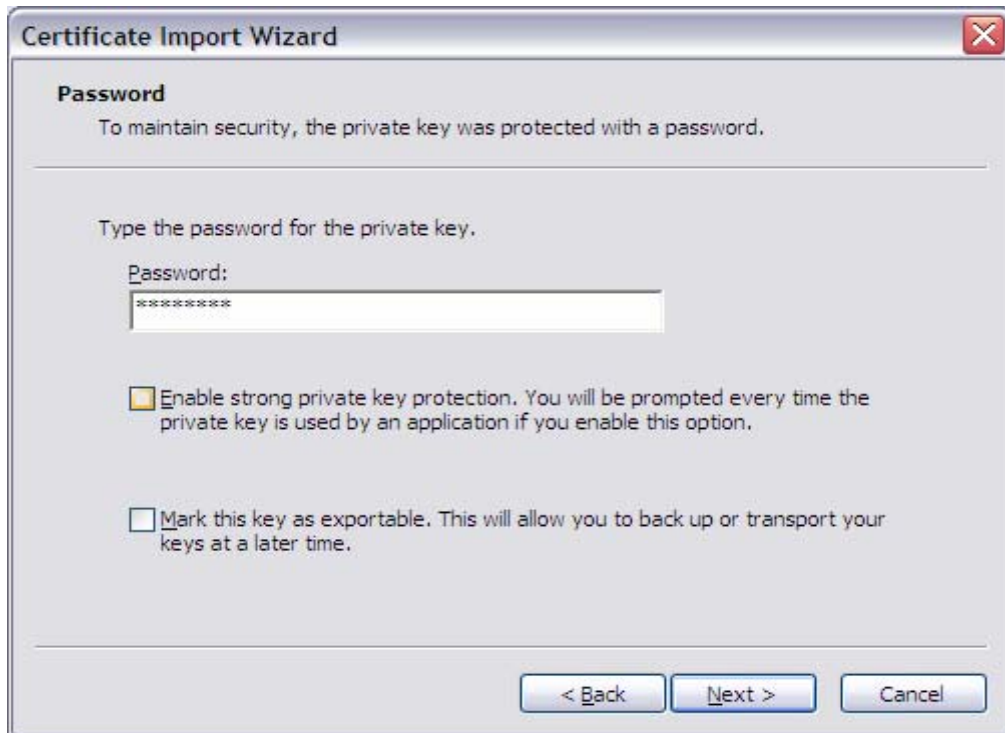 Certificate Import Wizard
Password
To maintain security, the private key was protected with a password.
Type the password for the private key.
Password:
********
Enable strong private key protection. You will be prompted every time the
private key is used by an application if you enable this option.
Mark this key as exportable. This will allow you to back up or transport your
keys at a later time.
< Back
Next >
Cancel